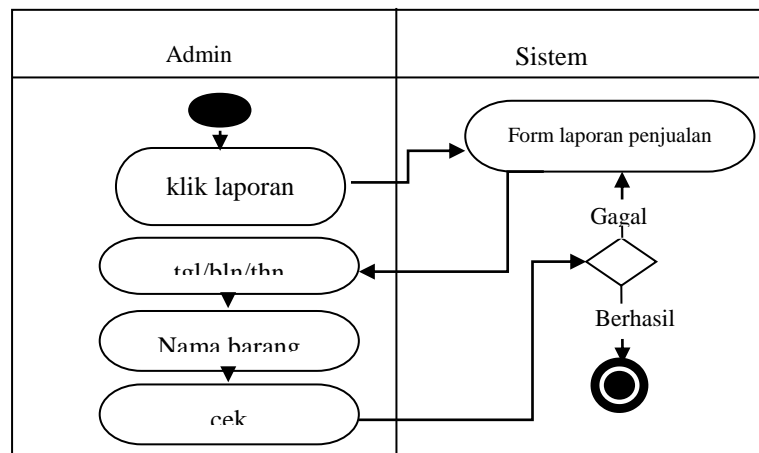 Admin
Sistem
Form laporan penjualan
klik laporan
Gagal
tgl/bln/thn
Berhasil
Nama barang
cek